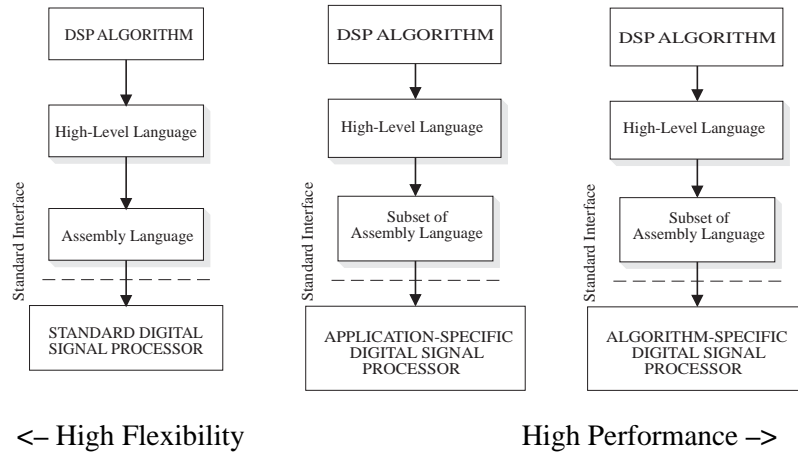 DSP ALGORITHM
High-Level Language
Assembly Language
Standard Interface
STANDARD DIGITAL
SIGNAL PROCESSOR
DSP ALGORITHM
High-Level Language
Subset of
Assembly Language
Standard Interface
APPLICATION-SPECIFIC
DIGITAL SIGNAL
PROCESSOR
DSP ALGORITHM
High-Level Language
Subset of
Assembly Language
Standard Interface
ALGORITHM-SPECIFIC
DIGITAL SIGNAL
PROCESSOR
<– High Flexibility
High Performance –>